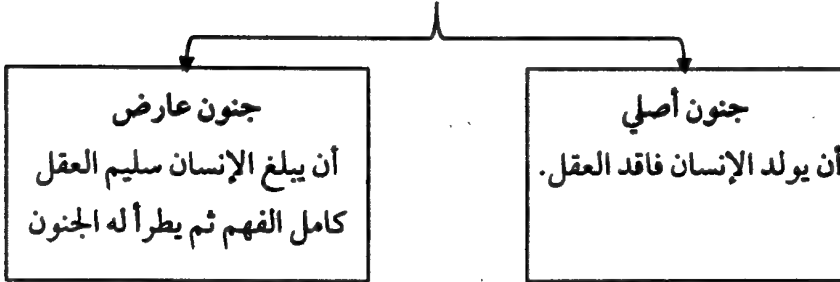 جنون أصلي
أن يولد الإنسان فاقد العقل.
جنون عارض
أن يبلغ الإنسان سليم العقل
كامل الفهم ثم يطرأ له الجنون